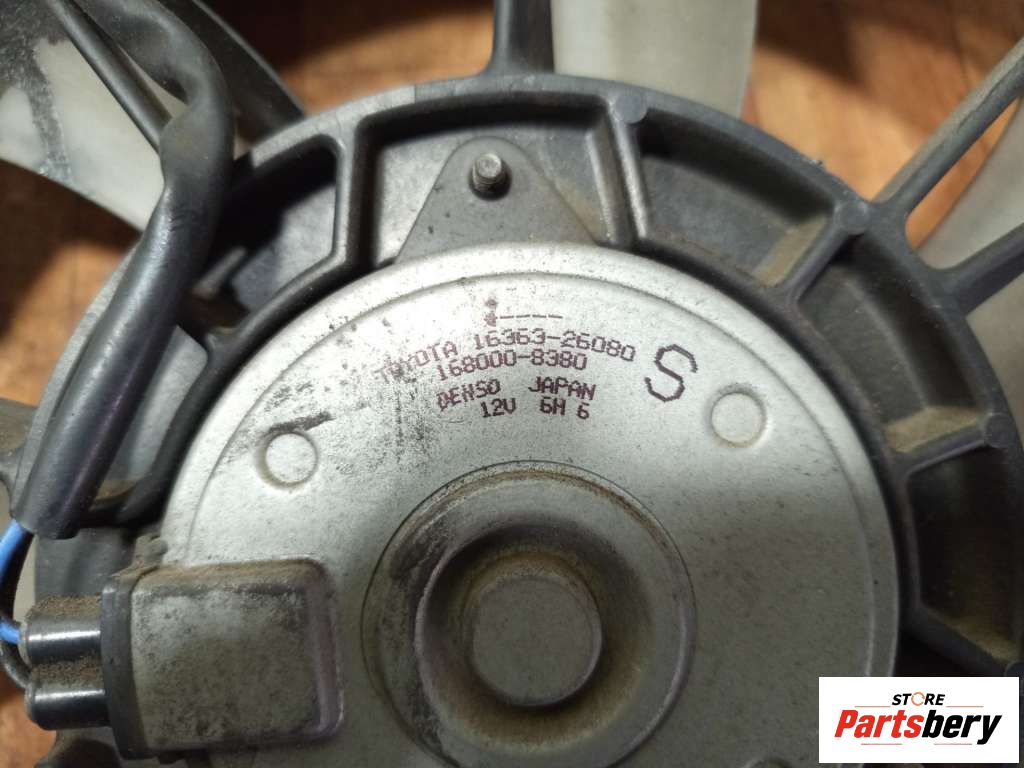 TOYOTA 16363-26080
168000-8380
S
DENSO JAPAN
12V 6H 6
STORE
Partsbery